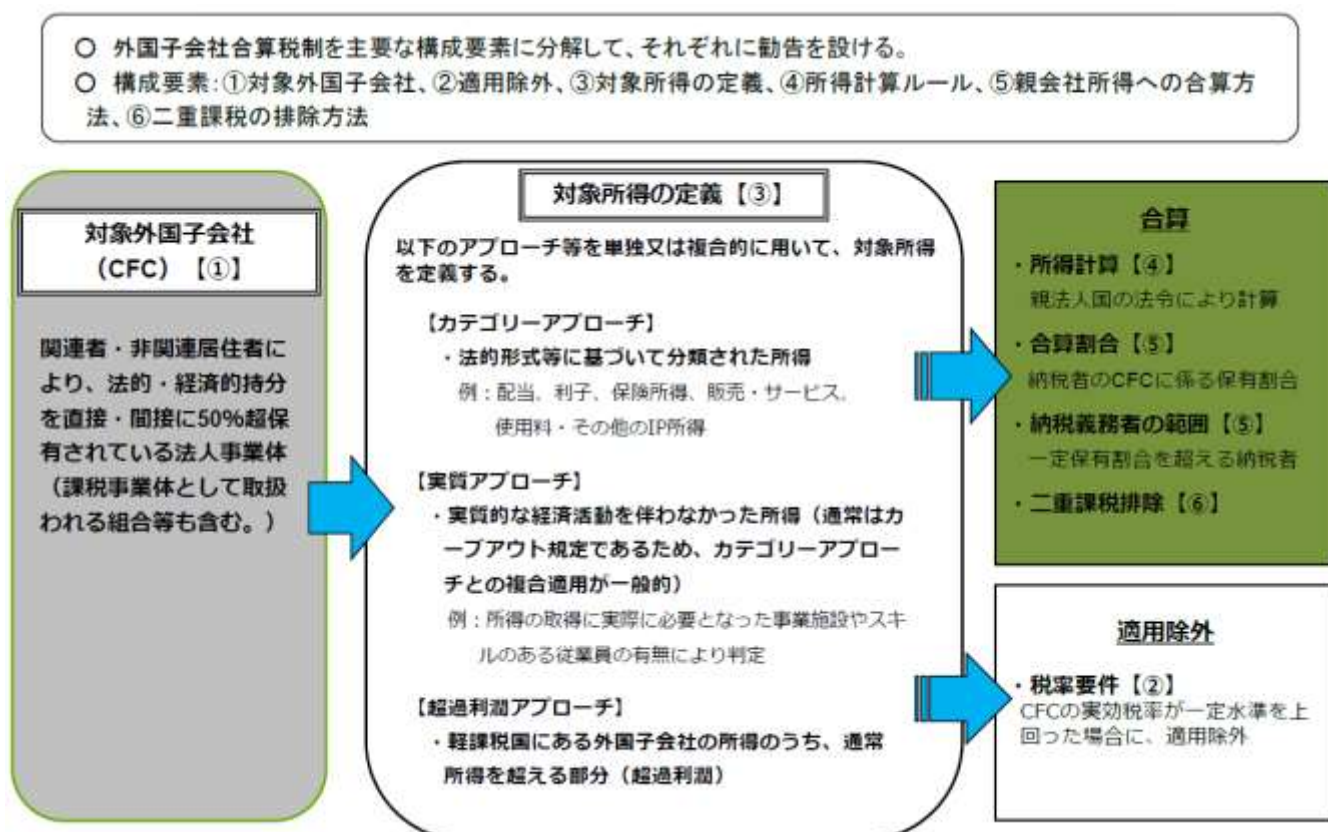 ○ 外国子会社合算税制を主要な構成要素に分解して、それぞれに勧告を設ける。
○ 構成要素：①対象外国子会社、②適用除外、③対象所得の定義、④所得計算ルール、⑤親会社所得への合算方
法、⑥二重課税の排除方法
対象外国子会社
（CFC）【①】
関連者・非関連居住者に
より、法的・経済的持分
を直接・間接に50%超保
有されている法人事業体
（課税事業体として取扱
われる組合等も含む。）
対象所得の定義【③】
以下のアプローチ等を単独又は複合的に用いて、対象所得
を定義する。
【カテゴリーアプローチ】
・法的形式等に基づいて分類された所得
例：配当、利子、保険所得、販売・サービス、
使用料・その他のIP所得
【実質アプローチ】
・実質的な経済活動を伴わなかった所得（通常はカ
ーブアウト規定であるため、カテゴリーアプロー
チとの複合適用が一般的）
例：所得の取得に実際に必要となった事業施設やスキ
ルのある従業員の有無により判定
【超過利潤アプローチ】
・軽課税国にある外国子会社の所得のうち、通常
所得を超える部分（超過利潤）
合算
・所得計算【④】
親法人国の法令により計算
・合算割合【⑤】
納税者のCFCに係る保有割合
・納税義務者の範囲【⑤】
一定保有割合を超える納税者
・二重課税排除【⑥】
適用除外
・税率要件【②】
CFCの実効税率が一定水準を上
回った場合に、適用除外